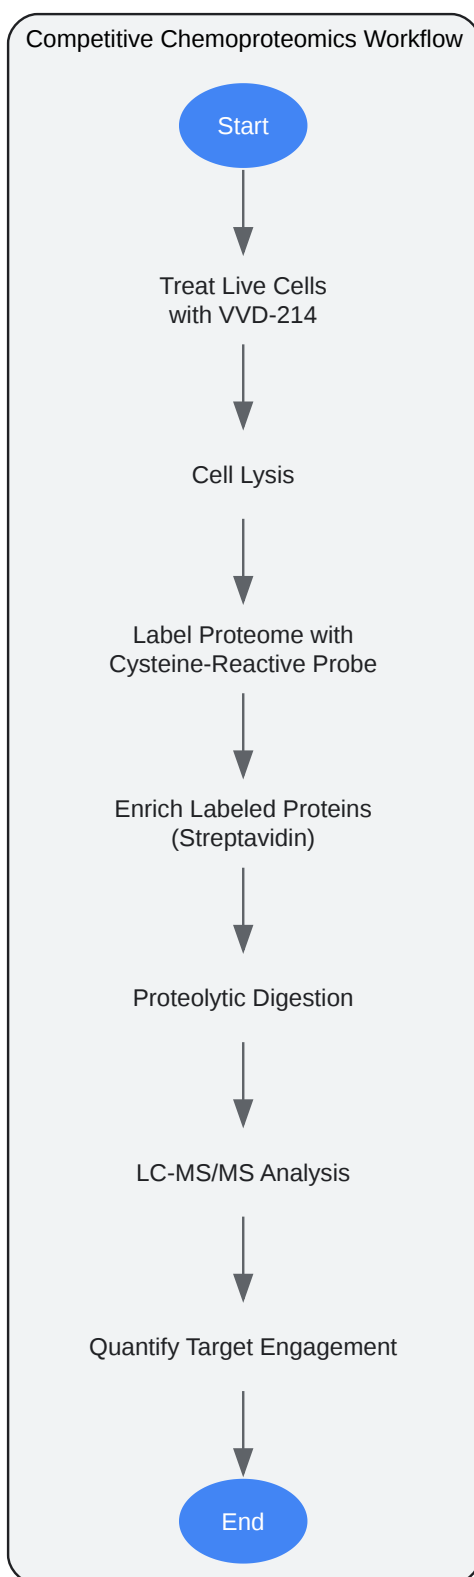 Competitive Chemoproteomics Workflow
Start
Treat Live Cells
with VVD-214
Cell Lysis
Label Proteome with
Cysteine-Reactive Probe
Enrich Labeled Proteins
(Streptavidin)
Proteolytic Digestion
LC-MS/MS Analysis
Quantify Target Engagement
End